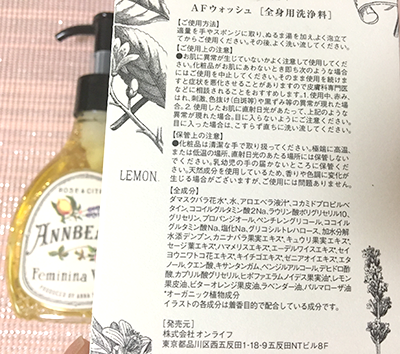 AFウォッシュ [全身用洗浄料]
【ご使用方法】
適量を手やスポンジに取り、ぬるま湯を加え、よく泡立て
てからご使用ください。その後、よく洗い流してください。
【ご使用上の注意】
●お肌に異常が生じていないかよく注意して使用してくだ
さい。化粧品がお肌にあわないとき即ち次のような場合
にはご使用を中止してください。そのまま使用を続けま
すと症状を悪化させることがありますので皮膚科専門医
などに相談されることをおすすめします。1.使用中、赤み、
はれ、刺激、色抜け(白斑等)や黒ずみ等の異常が現れた場
合。2.使用したお肌に直射日光があたって、上記のような
異常が現れた場合。目に入らないようにご注意ください。
目に入った場合は、こすらず直ちに洗い流してください。
【保管上の注意】
●化粧品は清潔な手で取り扱ってください。極端に高温、
または低温の場所、直射日光のあたる場所には保管しない
でください。乳幼児の手の届かないところに保管くだ
さい。天然成分を使用しているため、香りや色調に変化が
生じる場合がございますが、ご使用には問題ありません。
【全成分】
ダマスクバラ花水*、水、アロエベラ液汁*、コカミドプロピルベ
タイン、ココイルグルタミン酸2Na、ラウリン酸ポリグリセリル-10、
グリセリン、プロパンジオール、ペンチレングリコール、ココイル
グルタミン酸Na、塩化Na、グリコシルトレハロース、加水分解
水添デンプン、カニナバラ果実エキス*、キュウリ果実エキス*、
セージ葉エキス*、ハマメリス葉エキス*、エーデルワイスエキス*、セイ
ヨウニワトコ花エキス*、キイチゴエキス*、ゼニアオイエキス*、エタ
ノール、クエン酸、キサンタンガム、ベンジルアルコール、デヒドロ酢
酸、カプリル酸グリセリル、ヒポファエラムノイデス果実油*、レモン
果皮油、ビターオレンジ果皮油、ラベンダー油、パルマローザ油
*オーガニック植物成分
イラストの各成分は着香目的で配合している成分です。
[発売元]
株式会社オンライフ
東京都品川区西五反田1-18-9五反田NTビル8F
LEMON.
ROSE & CIT
ANNBE
Feminina W